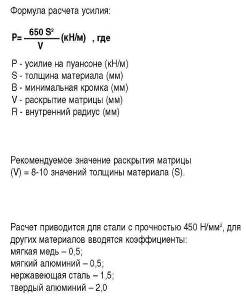 Формула расчета усилия:
P= 650 S² / V (кН/м) , где
P - усилие на пуансоне (кН/м)
S - толщина материала (мм)
B - минимальная кромка (мм)
V - раскрытие матрицы (мм)
R - внутренний радиус (мм)
Рекомендуемое значение раскрытия матрицы
(V) = 8-10 значений толщины материала (S).
Расчет приводится для стали с прочностью 450 Н/мм², для
других материалов вводятся коэффициенты:
мягкая медь – 0,5;
мягкий алюминий – 0,5;
нержавеющая сталь – 1,5;
твердый алюминий – 2,0